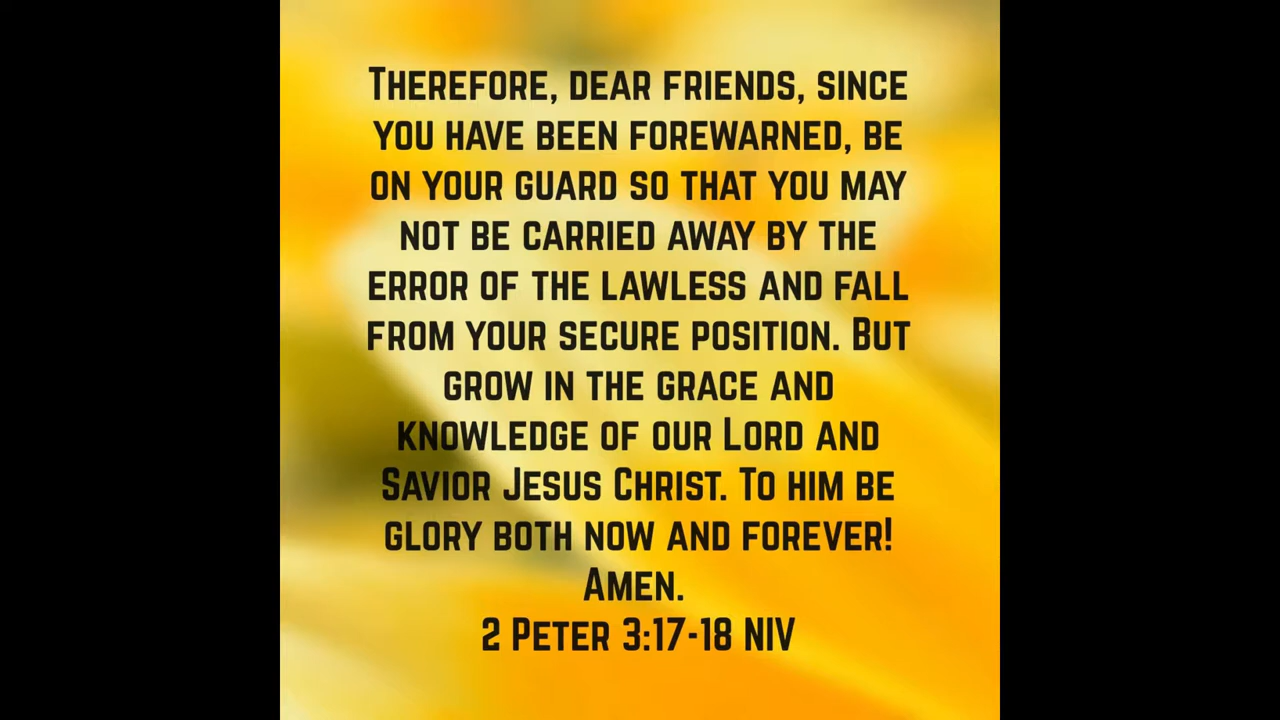 Therefore, dear friends, since
you have been forewarned, be
on your guard so that you may
not be carried away by the
error of the lawless and fall
from your secure position. But
grow in the grace and
knowledge of our Lord and
Savior Jesus Christ. To him be
glory both now and forever!
Amen.
2 Peter 3:17-18 NIV